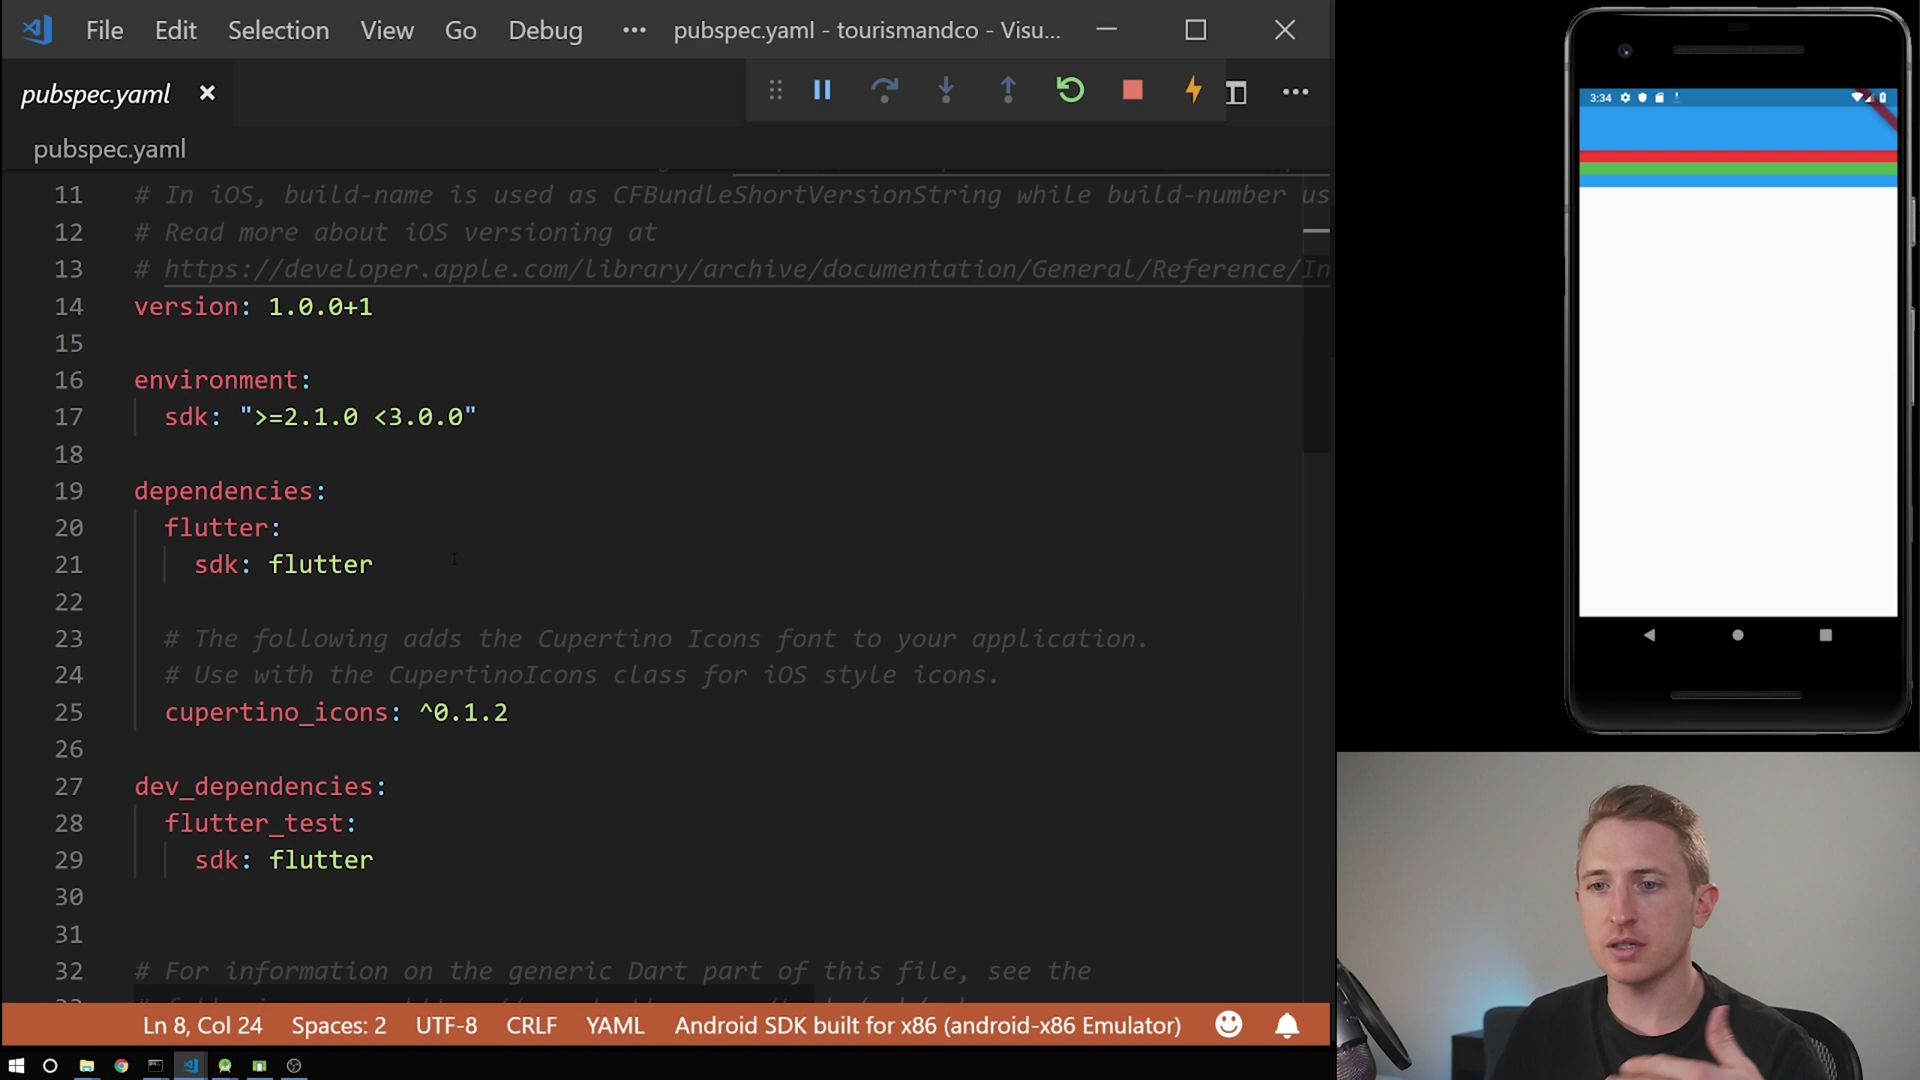 File Edit Selection View Go Debug ··· pubspec.yaml - tourismandco - Visu...
pubspec.yaml
pubspec.yaml
11 # In iOS, build-name is used as CFBundleShortVersionString while build-number us
12 # Read more about iOS versioning at
13 # https://developer.apple.com/library/archive/documentation/General/Reference/In
14 version: 1.0.0+1
15
16 environment:
17 sdk: ">=2.1.0 <3.0.0"
18
19 dependencies:
20 flutter:
21 sdk: flutter
22
23 # The following adds the Cupertino Icons font to your application.
24 # Use with the CupertinoIcons class for iOS style icons.
25 cupertino_icons: ^0.1.2
26
27 dev_dependencies:
28 flutter_test:
29 sdk: flutter
30
31
32 # For information on the generic Dart part of this file, see the
Ln 8, Col 24 Spaces: 2 UTF-8 CRLF YAML Android SDK built for x86 (android-x86 Emulator)
3:34